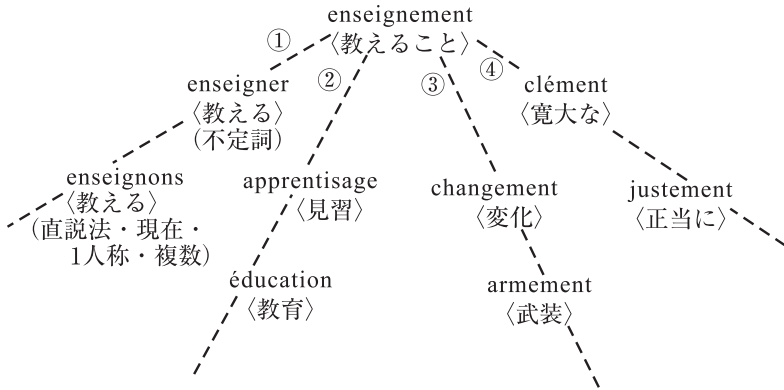 enseignement
〈教えること〉
①
②
③
④
enseigner
〈教える〉
(不定詞)
clément
〈寛大な〉
enseignons
〈教える〉
(直説法・現在・
1人称・複数)
apprentisage
〈見習〉
changement
〈変化〉
justement
〈正当に〉
éducation
〈教育〉
armement
〈武装〉